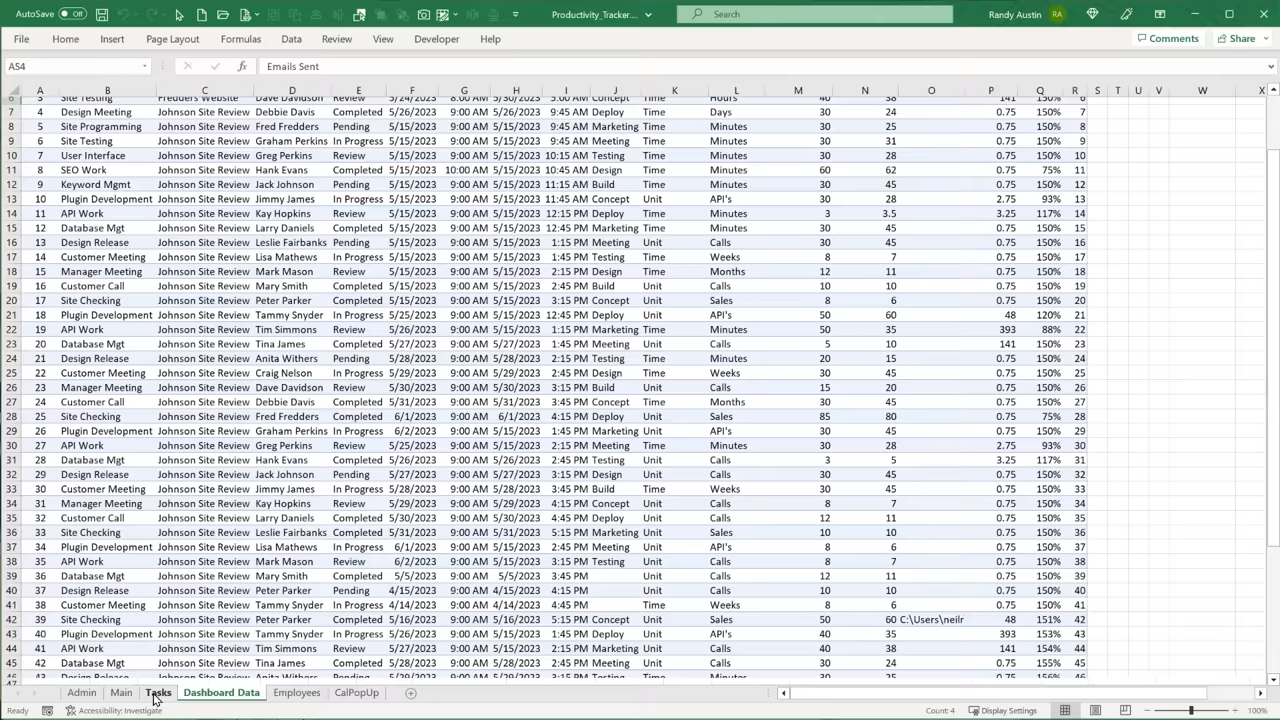 AutoSave Off Productivity_Tracker.... Search Randy Austin RA
File Home Insert Page Layout Formulas Data Review View Developer Help Comments Share
AS4 fx Emails Sent
A B C D E F G H I J K L M N O P Q R S T U V W X
6 3 Site Testing Fredders Website Dave Davidson Review 5/24/2023 8:00 AM 5/30/2023 5:00 AM Concept Time Hours 40 38 141 150% 6
7 4 Design Meeting Johnson Site Review Debbie Davis Completed 5/26/2023 9:00 AM 5/26/2023 9:45 AM Deploy Time Days 30 24 0.75 150% 7
8 5 Site Programming Johnson Site Review Fred Fredders Pending 5/15/2023 9:00 AM 5/15/2023 9:45 AM Marketing Time Minutes 30 25 0.75 150% 8
9 6 Site Testing Johnson Site Review Graham Perkins In Progress 5/15/2023 9:00 AM 5/15/2023 9:45 AM Meeting Time Minutes 30 31 0.75 150% 9
10 7 User Interface Johnson Site Review Greg Perkins Review 5/15/2023 9:00 AM 5/15/2023 10:15 AM Testing Time Minutes 30 28 0.75 150% 10
11 8 SEO Work Johnson Site Review Hank Evans Completed 5/15/2023 10:00 AM 5/15/2023 10:45 AM Design Time Minutes 60 62 0.75 75% 11
12 9 Keyword Mgmt Johnson Site Review Jack Johnson Pending 5/15/2023 9:00 AM 5/15/2023 11:15 AM Build Time Minutes 30 45 0.75 150% 12
13 10 Plugin Development Johnson Site Review Jimmy James In Progress 5/15/2023 9:00 AM 5/15/2023 11:45 AM Concept Unit API's 30 28 2.75 93% 13
14 11 API Work Johnson Site Review Kay Hopkins Review 5/15/2023 9:00 AM 5/15/2023 12:15 PM Deploy Time Minutes 3 3.5 3.25 117% 14
15 12 Database Mgt Johnson Site Review Larry Daniels Completed 5/15/2023 9:00 AM 5/15/2023 12:45 PM Marketing Time Minutes 30 45 0.75 150% 15
16 13 Design Release Johnson Site Review Leslie Fairbanks Pending 5/15/2023 9:00 AM 5/15/2023 1:15 PM Meeting Unit Calls 30 45 0.75 150% 16
17 14 Customer Meeting Johnson Site Review Lisa Mathews In Progress 5/15/2023 9:00 AM 5/15/2023 1:45 PM Testing Time Weeks 8 7 0.75 150% 17
18 15 Manager Meeting Johnson Site Review Mark Mason Review 5/15/2023 9:00 AM 5/15/2023 2:15 PM Design Unit Months 12 11 0.75 150% 18
19 16 Customer Call Johnson Site Review Mary Smith Completed 5/15/2023 9:00 AM 5/15/2023 2:45 PM Build Unit Calls 10 10 0.75 150% 19
20 17 Site Checking Johnson Site Review Peter Parker Completed 5/15/2023 9:00 AM 5/15/2023 3:15 PM Concept Unit Sales 8 6 0.75 150% 20
21 18 Plugin Development Johnson Site Review Tammy Snyder In Progress 5/25/2023 9:00 AM 5/15/2023 12:45 PM Deploy Unit API's 50 60 48 120% 21
22 19 API Work Johnson Site Review Tim Simmons Review 5/26/2023 9:00 AM 5/26/2023 1:15 PM Marketing Time Minutes 50 35 393 88% 22
23 20 Database Mgt Johnson Site Review Tina James Completed 5/27/2023 9:00 AM 5/27/2023 1:45 PM Meeting Time Minutes 5 10 141 150% 23
24 21 Design Release Johnson Site Review Anita Withers Pending 5/28/2023 9:00 AM 5/28/2023 2:15 PM Testing Time Minutes 20 15 0.75 150% 24
25 22 Customer Meeting Johnson Site Review Craig Nelson In Progress 5/29/2023 9:00 AM 5/29/2023 2:45 PM Design Time Weeks 30 45 0.75 150% 25
26 23 Manager Meeting Johnson Site Review Dave Davidson Completed 5/30/2023 9:00 AM 5/30/2023 3:15 PM Build Unit Calls 15 20 0.75 150% 26
27 24 Customer Call Johnson Site Review Debbie Davis Completed 5/31/2023 9:00 AM 5/31/2023 3:45 PM Concept Time Months 30 45 0.75 150% 27
28 25 Site Checking Johnson Site Review Fred Fredders Completed 6/1/2023 9:00 AM 6/1/2023 4:15 PM Deploy Unit Sales 85 80 0.75 75% 28
29 26 Plugin Development Johnson Site Review Graham Perkins In Progress 6/2/2023 9:00 AM 5/15/2023 1:45 PM Marketing Unit API's 30 45 0.75 150% 29
30 27 API Work Johnson Site Review Greg Perkins Review 5/25/2023 9:00 AM 5/15/2023 2:15 PM Meeting Time Minutes 30 28 2.75 93% 30
31 28 Database Mgt Johnson Site Review Hank Evans Completed 5/26/2023 9:00 AM 5/26/2023 2:45 PM Testing Unit Calls 3 5 3.25 117% 31
32 29 Design Release Johnson Site Review Jack Johnson Pending 5/27/2023 9:00 AM 5/27/2023 3:15 PM Design Unit Calls 30 45 0.75 150% 32
33 30 Customer Meeting Johnson Site Review Jimmy James In Progress 5/28/2023 9:00 AM 5/28/2023 3:45 PM Build Time Weeks 30 45 0.75 150% 33
34 31 Manager Meeting Johnson Site Review Kay Hopkins Review 5/29/2023 9:00 AM 5/29/2023 4:15 PM Concept Unit Calls 8 7 0.75 150% 34
35 32 Customer Call Johnson Site Review Larry Daniels Completed 5/30/2023 9:00 AM 5/30/2023 4:45 PM Deploy Unit Calls 12 11 0.75 150% 35
36 33 Site Checking Johnson Site Review Leslie Fairbanks Completed 5/31/2023 9:00 AM 5/31/2023 5:15 PM Marketing Unit Sales 10 10 0.75 150% 36
37 34 Plugin Development Johnson Site Review Lisa Mathews In Progress 6/1/2023 9:00 AM 5/15/2023 2:45 PM Meeting Unit API's 8 6 0.75 150% 37
38 35 API Work Johnson Site Review Mark Mason Review 6/2/2023 9:00 AM 5/15/2023 3:15 PM Testing Unit Calls 8 7 0.75 150% 38
39 36 Database Mgt Johnson Site Review Mary Smith Completed 5/5/2023 9:00 AM 5/5/2023 3:45 PM Unit Calls 12 11 0.75 150% 39
40 37 Design Release Johnson Site Review Peter Parker Completed 4/15/2023 9:00 AM 4/15/2023 4:15 PM Unit Calls 10 10 0.75 150% 40
41 38 Customer Meeting Johnson Site Review Tammy Snyder In Progress 4/14/2023 9:00 AM 4/14/2023 4:45 PM Time Weeks 8 6 0.75 150% 41
42 39 Site Checking Johnson Site Review Peter Parker Completed 5/16/2023 9:00 AM 5/16/2023 5:15 PM Concept Unit Sales 50 60 C:\Users\neilr 48 151% 42
43 40 Plugin Development Johnson Site Review Tammy Snyder In Progress 5/27/2023 9:00 AM 5/15/2023 1:45 PM Deploy Unit API's 40 35 393 153% 43
44 41 API Work Johnson Site Review Tim Simmons Review 5/28/2023 9:00 AM 5/28/2023 2:15 PM Marketing Unit Calls 40 45 141 154% 44
45 42 Database Mgt Johnson Site Review Tina James Completed 5/28/2023 9:00 AM 5/28/2023 2:45 PM Meeting Unit Calls 30 24 0.75 155% 45
Admin Main Tasks Dashboard Data Employees CalPopUp
Ready Accessibility: Investigate Count: 4 Display Settings 100%